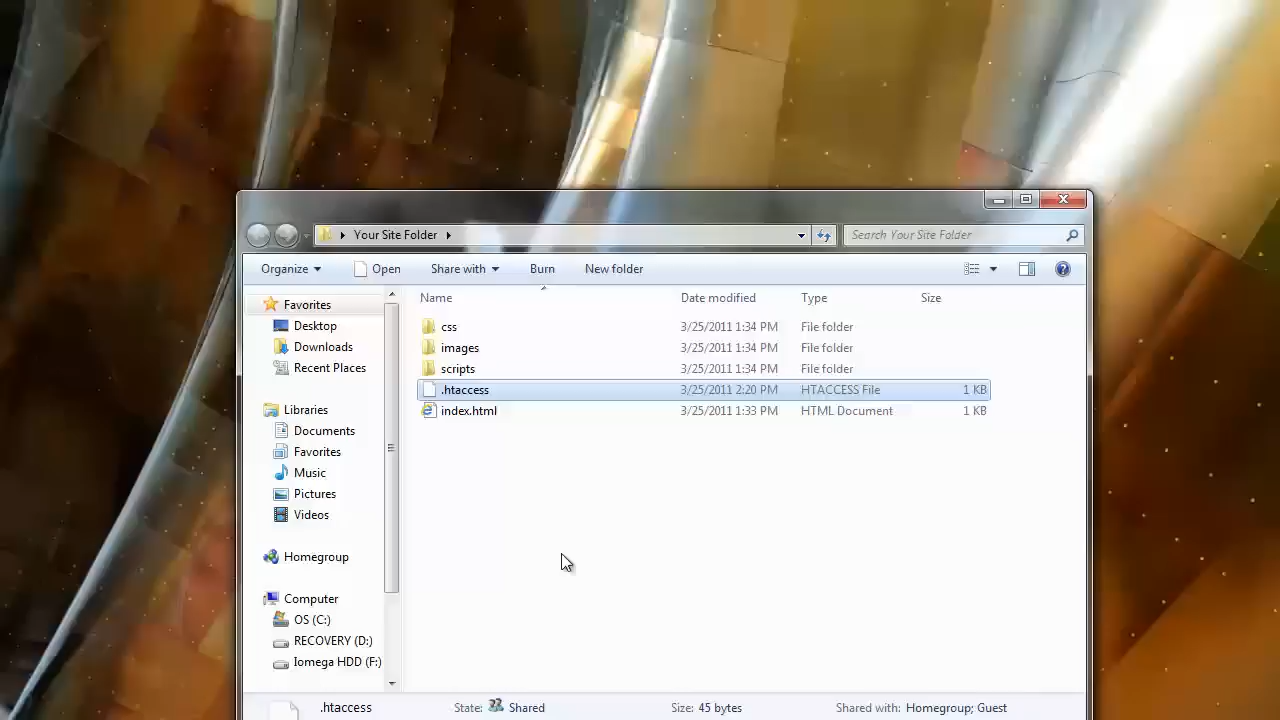 Your Site Folder
Search Your Site Folder
Organize Open Share with Burn New folder
Name Date modified Type Size
Favorites
Desktop
Downloads
Recent Places
Libraries
Documents
Favorites
Music
Pictures
Videos
Homegroup
Computer
OS (C:)
RECOVERY (D:)
Iomega HDD (F:)
css 3/25/2011 1:34 PM File folder
images 3/25/2011 1:34 PM File folder
scripts 3/25/2011 1:34 PM File folder
.htaccess 3/25/2011 2:20 PM HTACCESS File 1 KB
index.html 3/25/2011 1:33 PM HTML Document 1 KB
.htaccess State: Shared Size: 45 bytes Shared with: Homegroup; Guest